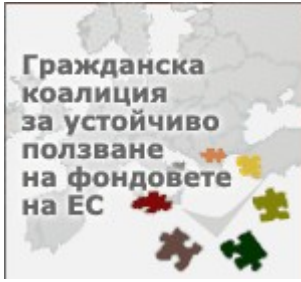 Гражданска
коалиция
за устойчиво
ползване
на фондовете
на ЕС